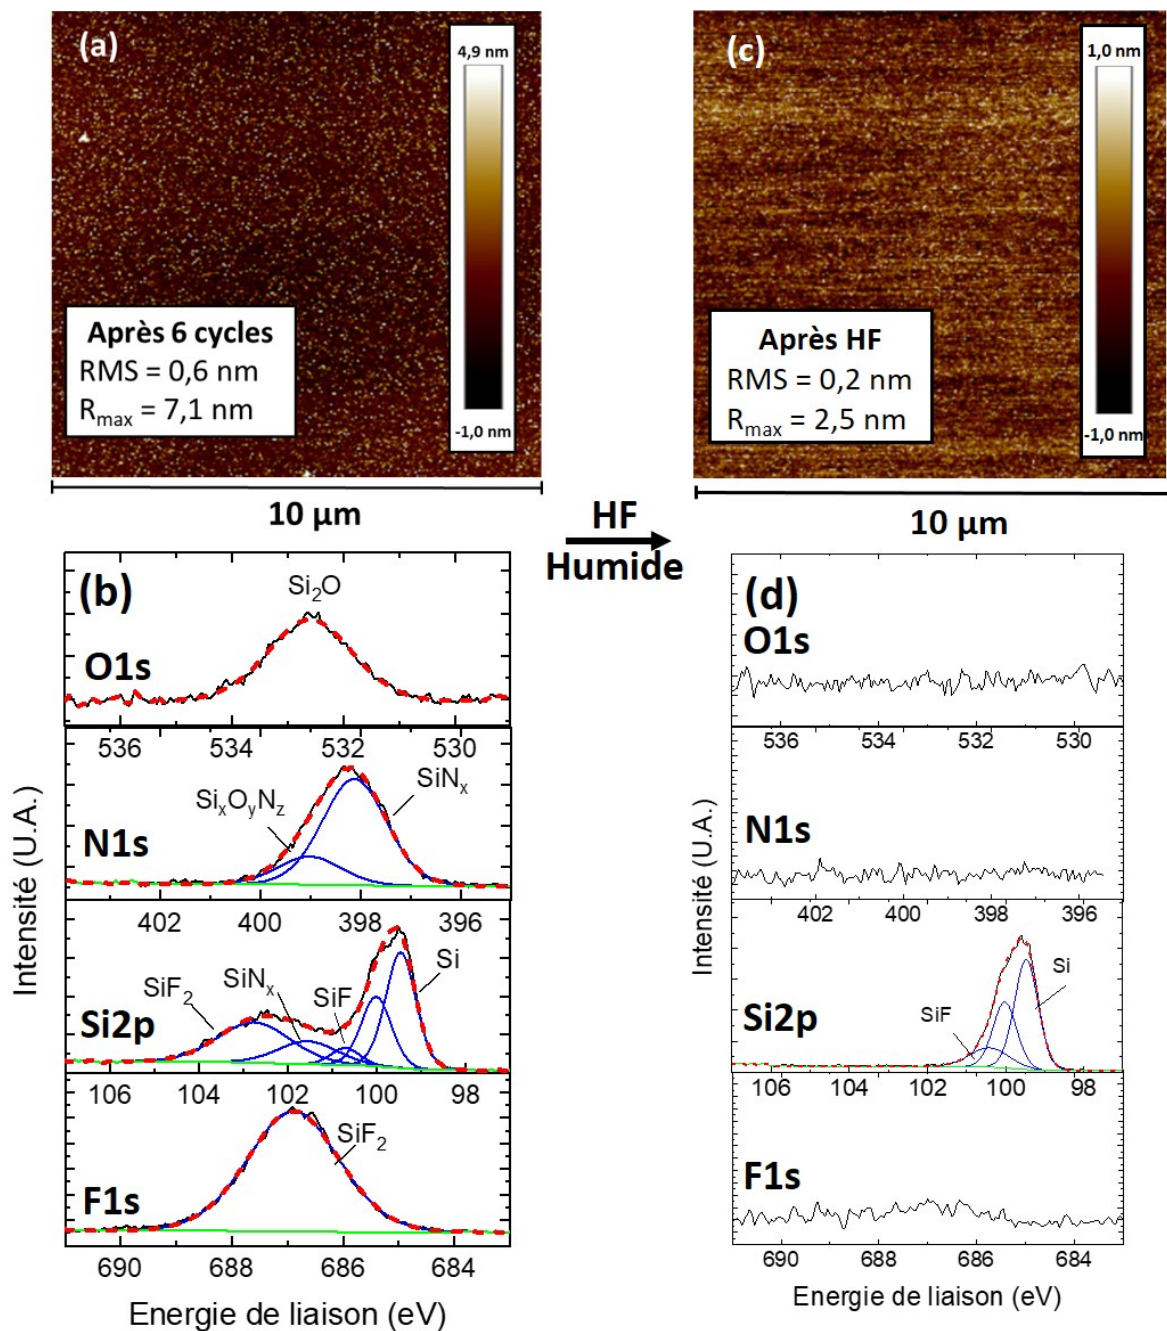 (a)
4,9 nm
-1,0 nm
Après 6 cycles
RMS = 0,6 nm
Rmax = 7,1 nm
10 µm
(c)
1,0 nm
-1,0 nm
Après HF
RMS = 0,2 nm
Rmax = 2,5 nm
10 µm
HF
Humide
(b)
Si2O
O1s
536 534 532 530
SiNx
SixOyNz
N1s
402 400 398 396
SiF2
SiNx
SiF
Si
Si2p
106 104 102 100 98
SiF2
F1s
690 688 686 684
Intensité (U.A.)
Energie de liaison (eV)
(d)
O1s
536 534 532 530
N1s
402 400 398 396
Si
SiF
Si2p
106 104 102 100 98
F1s
690 688 686 684
Intensité (U.A.)
Energie de liaison (eV)